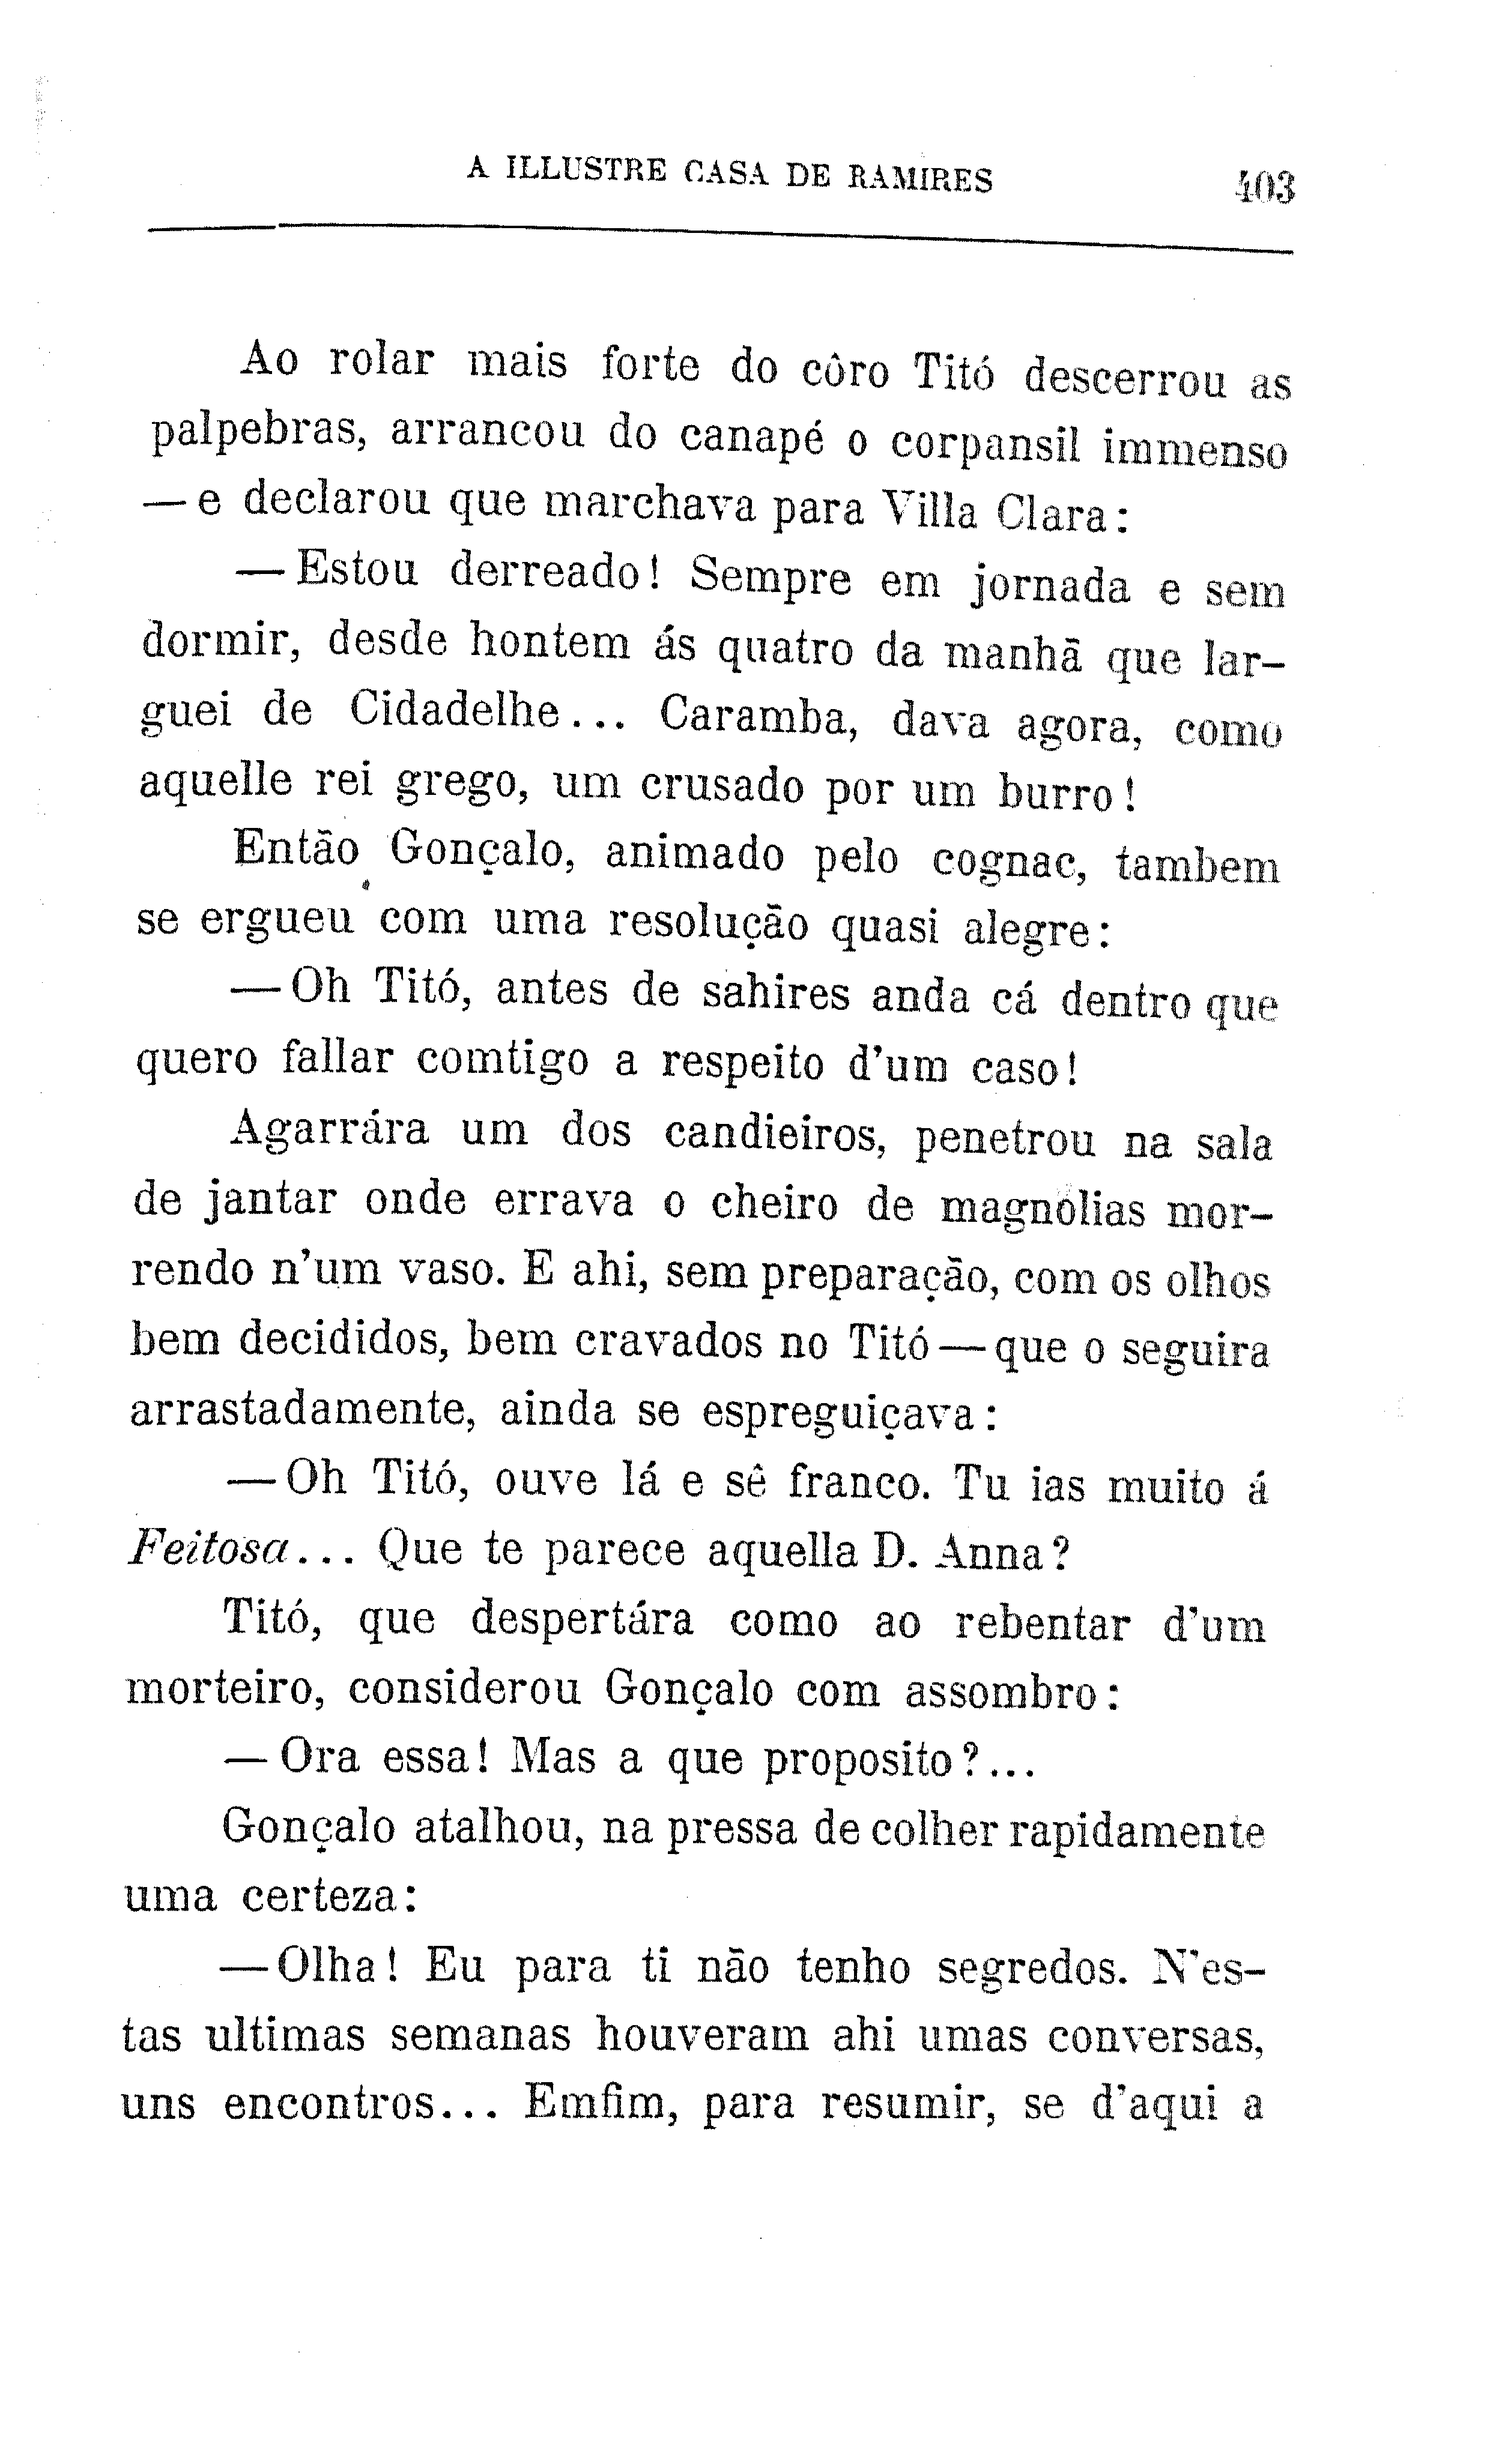 A ILLUSTRE CASA DE RAMIRES 403
Ao rolar mais forte do côro Titó descerrou as
palpebras, arrancou do canapé o corpansil immenso
— e declarou que marchava para Villa Clara:
— Estou derreado! Sempre em jornada e sem
dormir, desde hontem ás quatro da manhã que lar-
guei de Cidadelhe... Caramba, dava agora, como
aquelle rei grego, um crusado por um burro!
Então Gonçalo, animado pelo cognac, tambem
se ergueu com uma resolução quasi alegre:
— Oh Titó, antes de sahires anda cá dentro que
quero fallar comtigo a respeito d'um caso!
Agarrára um dos candieiros, penetrou na sala
de jantar onde errava o cheiro de magnolias mor-
rendo n'um vaso. E ahi, sem preparação, com os olhos
bem decididos, bem cravados no Titó — que o seguira
arrastadamente, ainda se espreguiçava:
— Oh Titó, ouve lá e sê franco. Tu ias muito á
Feitosa... Que te parece aquella D. Anna?
Titó, que despertára como ao rebentar d'um
morteiro, considerou Gonçalo com assombro:
— Ora essa! Mas a que proposito?...
Gonçalo atalhou, na pressa de colher rapidamente
uma certeza:
— Olha! Eu para ti não tenho segredos. N'es-
tas ultimas semanas houveram ahi umas conversas,
uns encontros... Emfim, para resumir, se d'aqui a